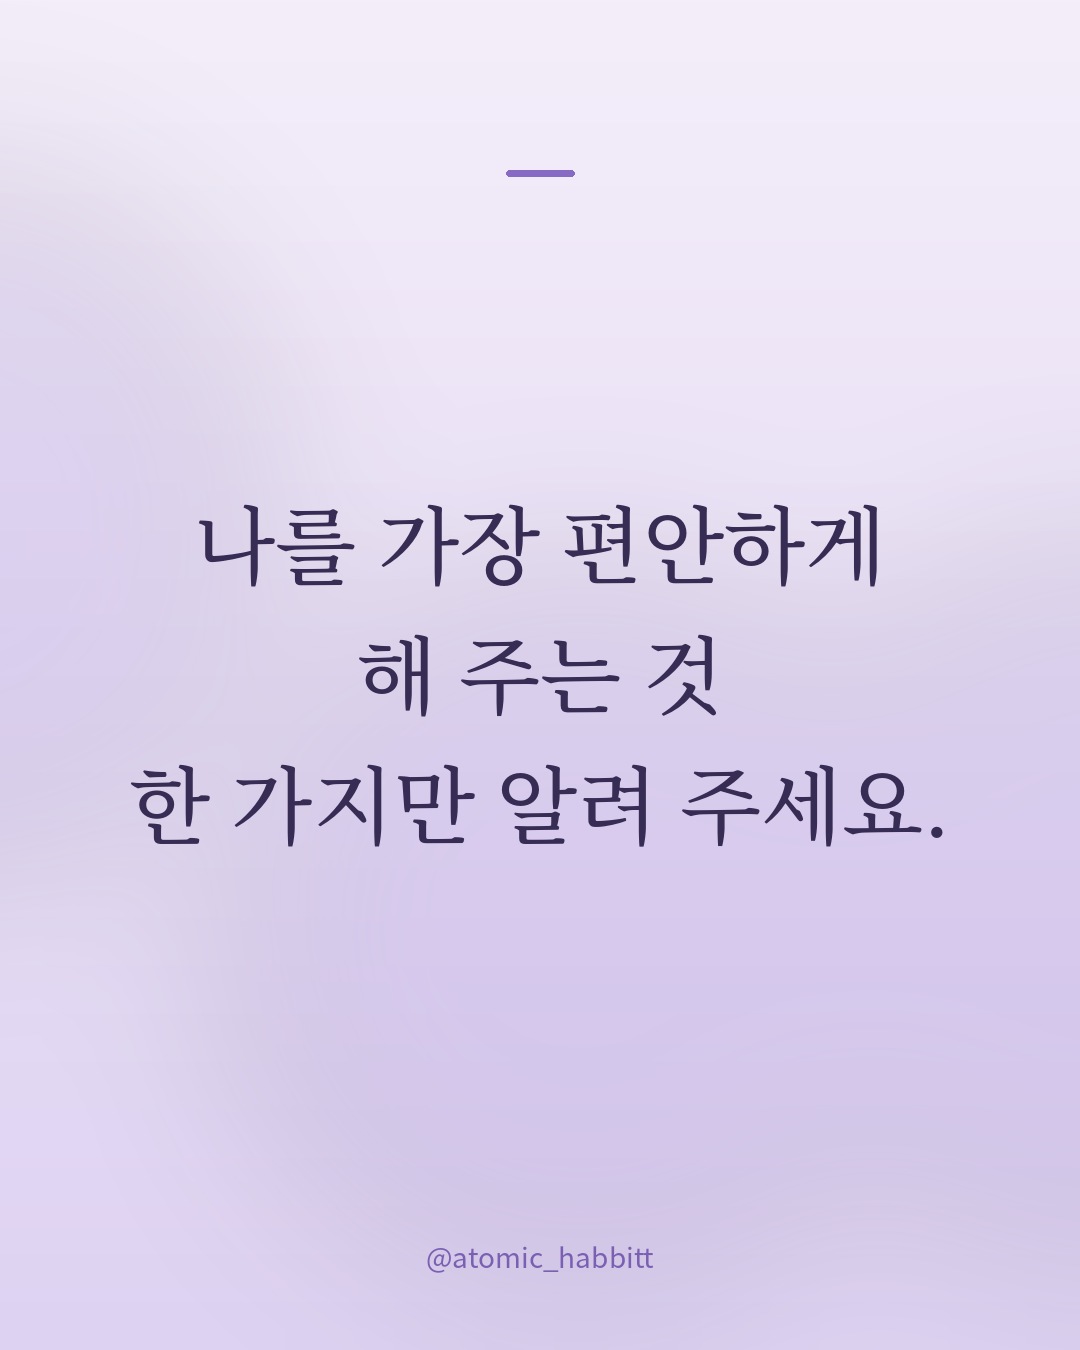 나를 가장 편안하게
해 주는 것
한 가지만 알려 주세요.
@atomic_habbitt